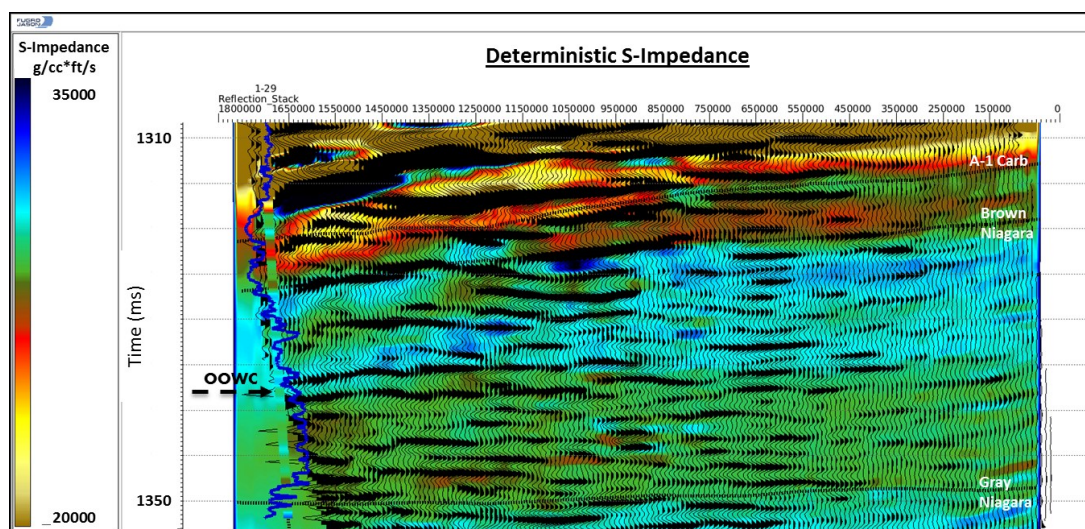 FUGRO
JASON
S-Impedance
g/cc*ft/s
35000
20000
Deterministic S-Impedance
1-29
Reflection_Stack
1800000 1650000 1550000 1450000 1350000 1250000 1150000 1050000 950000 850000 750000 650000 550000 450000 350000 250000 150000 0
1310
A-1 Carb
Brown
Niagara
Time (ms)
OOWC
Gray
Niagara
1350